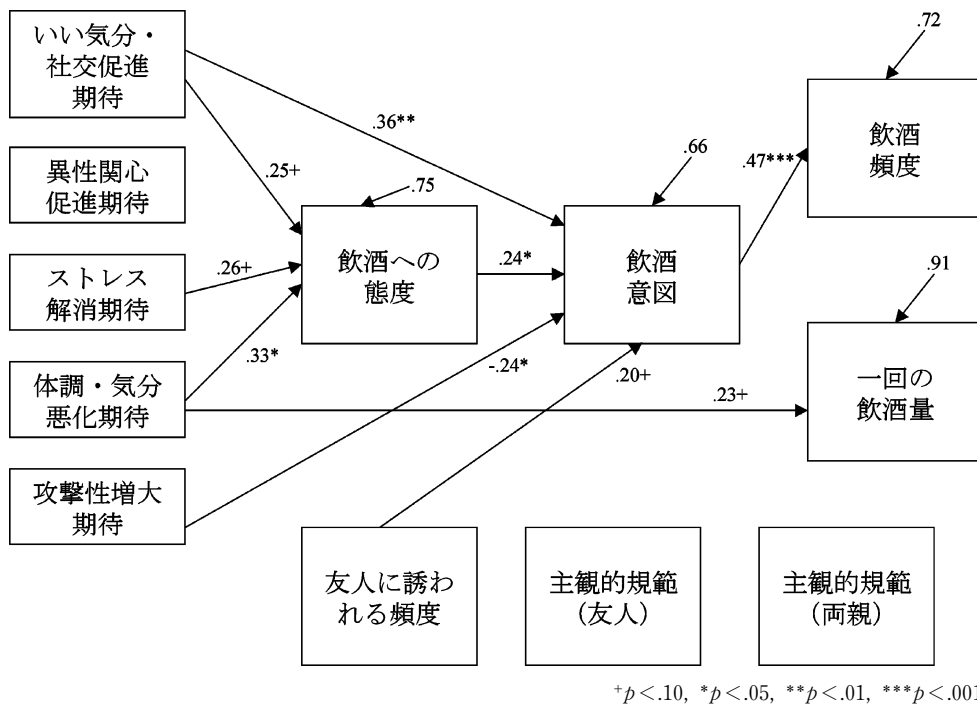 いい気分・
社交促進
期待
異性関心
促進期待
ストレス
解消期待
体調・気分
悪化期待
攻撃性増大
期待
.36**
.25+
.26+
.33*
-.24*
.75
飲酒への
態度
.24*
.66
飲酒
意図
.20+
.47***
.23+
.72
飲酒
頻度
.91
一回の
飲酒量
友人に誘わ
れる頻度
主観的規範
(友人)
主観的規範
(両親)
+p<.10, *p<.05, **p<.01, ***p<.001